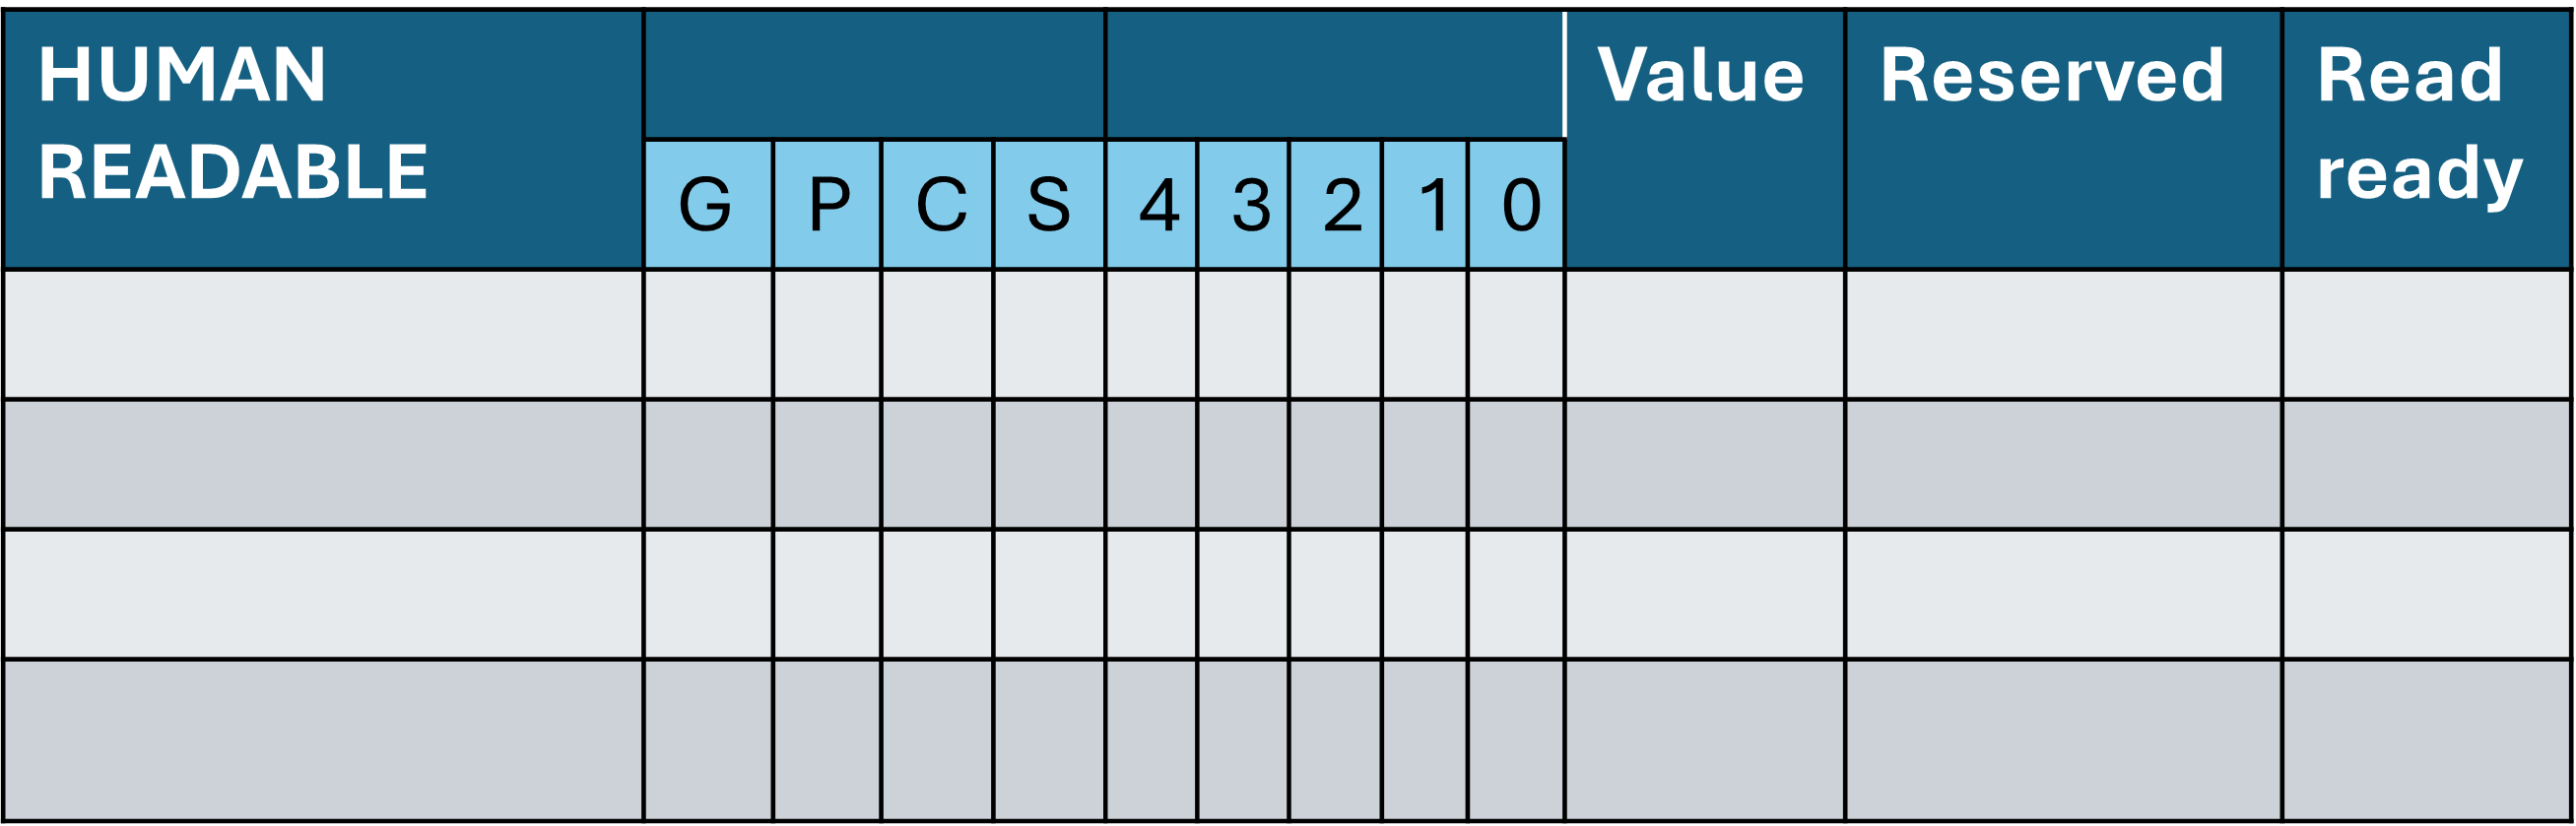 HUMAN READABLE Value Reserved Read ready
G P C S 4 3 2 1 0